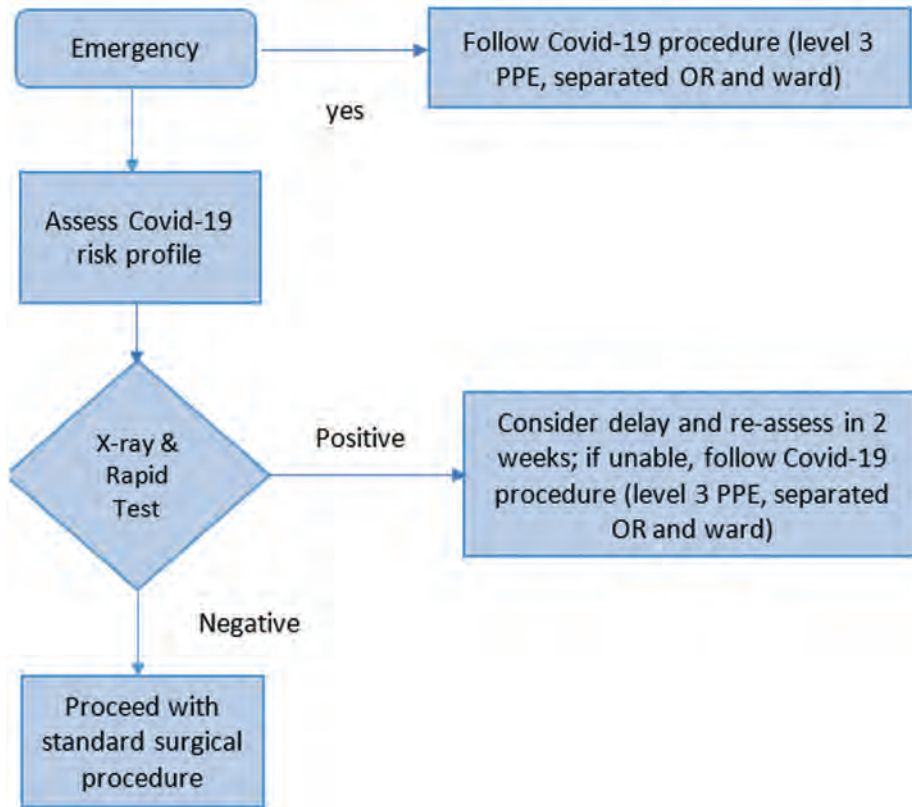 Emergency
Follow Covid-19 procedure (level 3
PPE, separated OR and ward)
yes
Assess Covid-19
risk profile
X-ray &
Rapid
Test
Positive
Consider delay and re-assess in 2
weeks; if unable, follow Covid-19
procedure (level 3 PPE, separated
OR and ward)
Negative
Proceed with
standard surgical
procedure